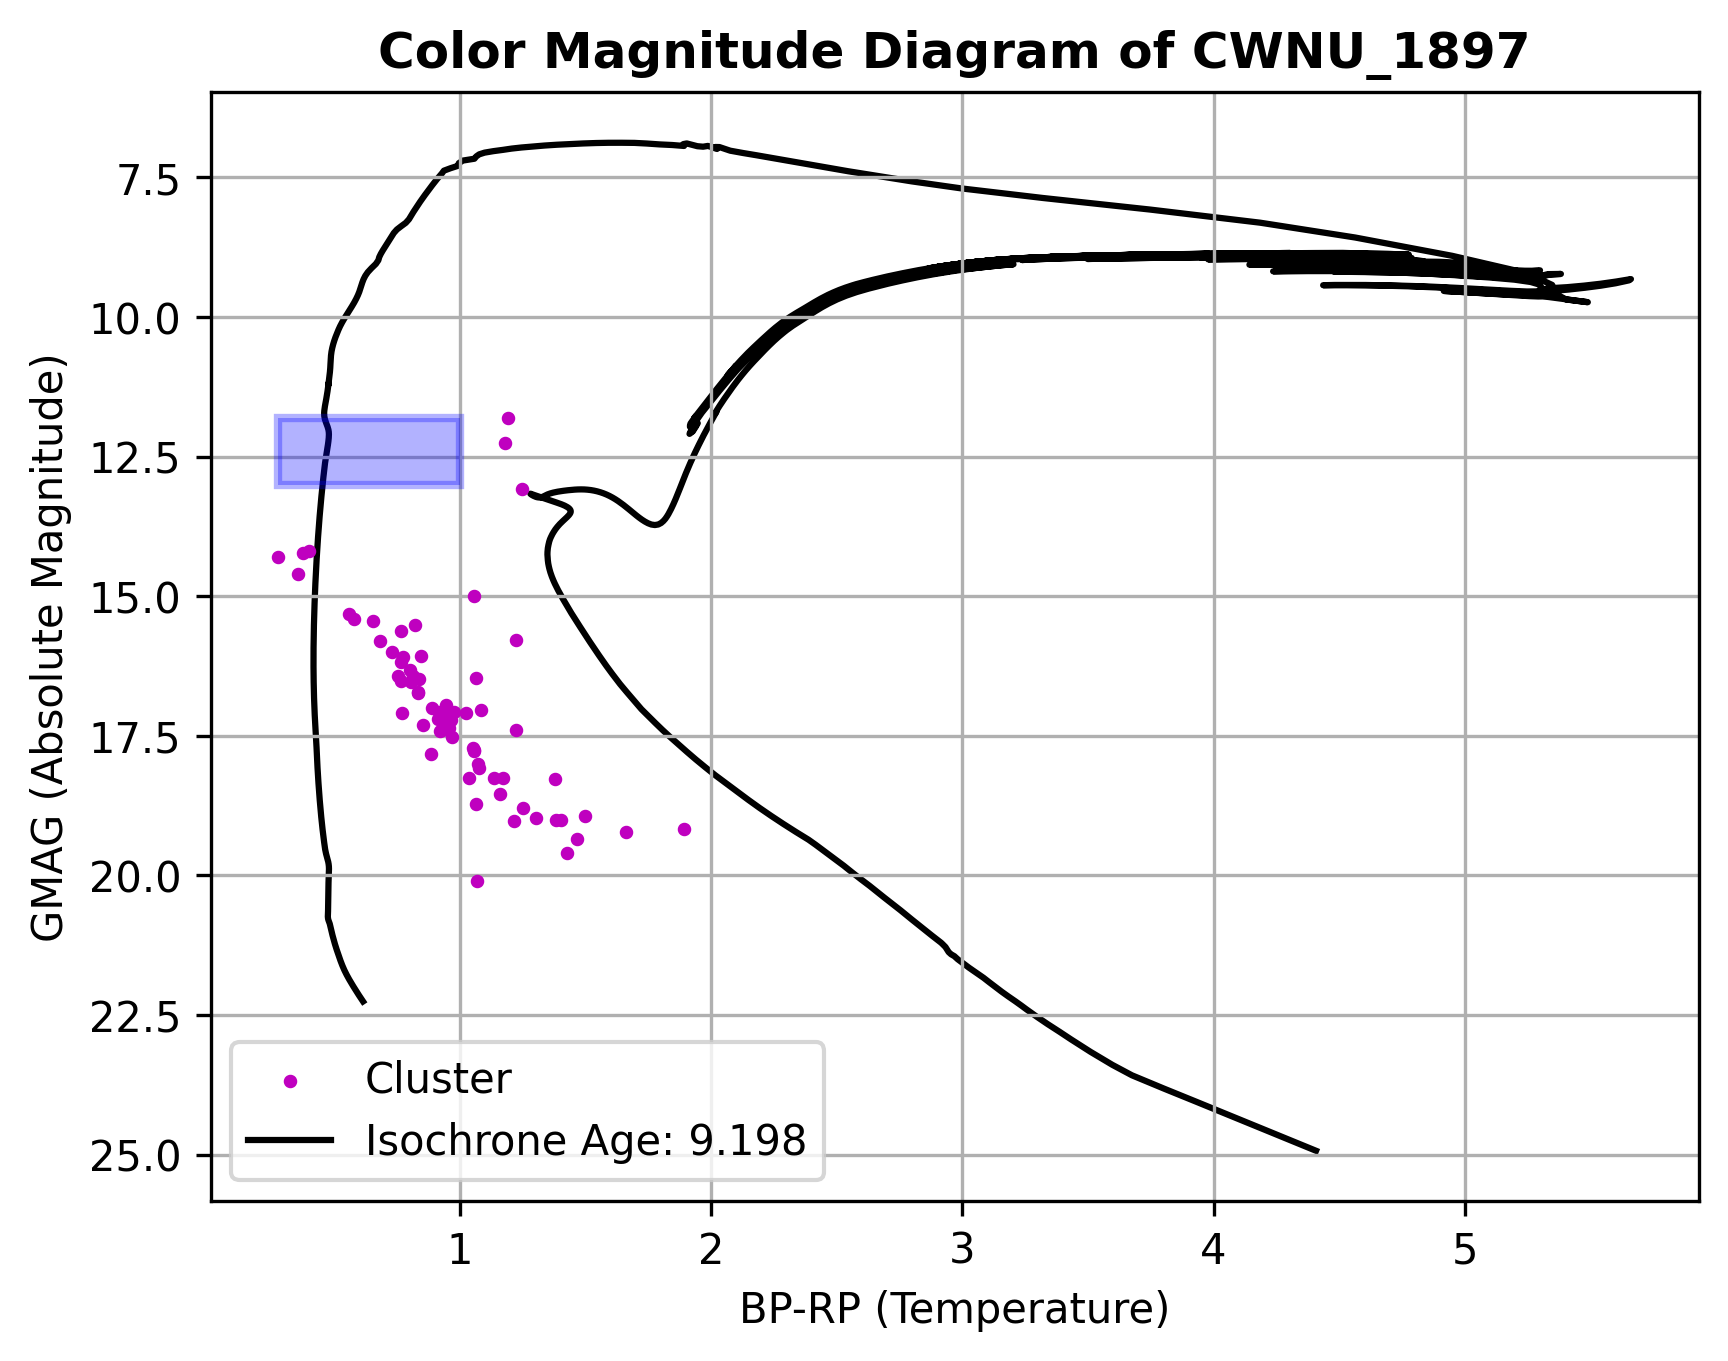 Color Magnitude Diagram of CWNU_1897
GMAG (Absolute Magnitude)
7.5
10.0
12.5
15.0
17.5
20.0
22.5
25.0
Cluster
Isochrone Age: 9.198
1 2 3 4 5
BP-RP (Temperature)